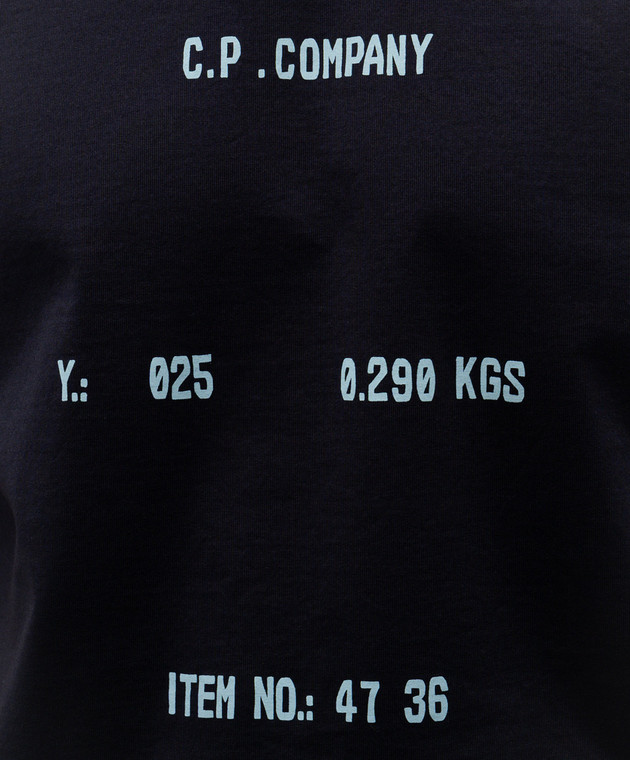 C.P . COMPANY
Y.: 025 0.290 KGS
ITEM NO.: 47 36